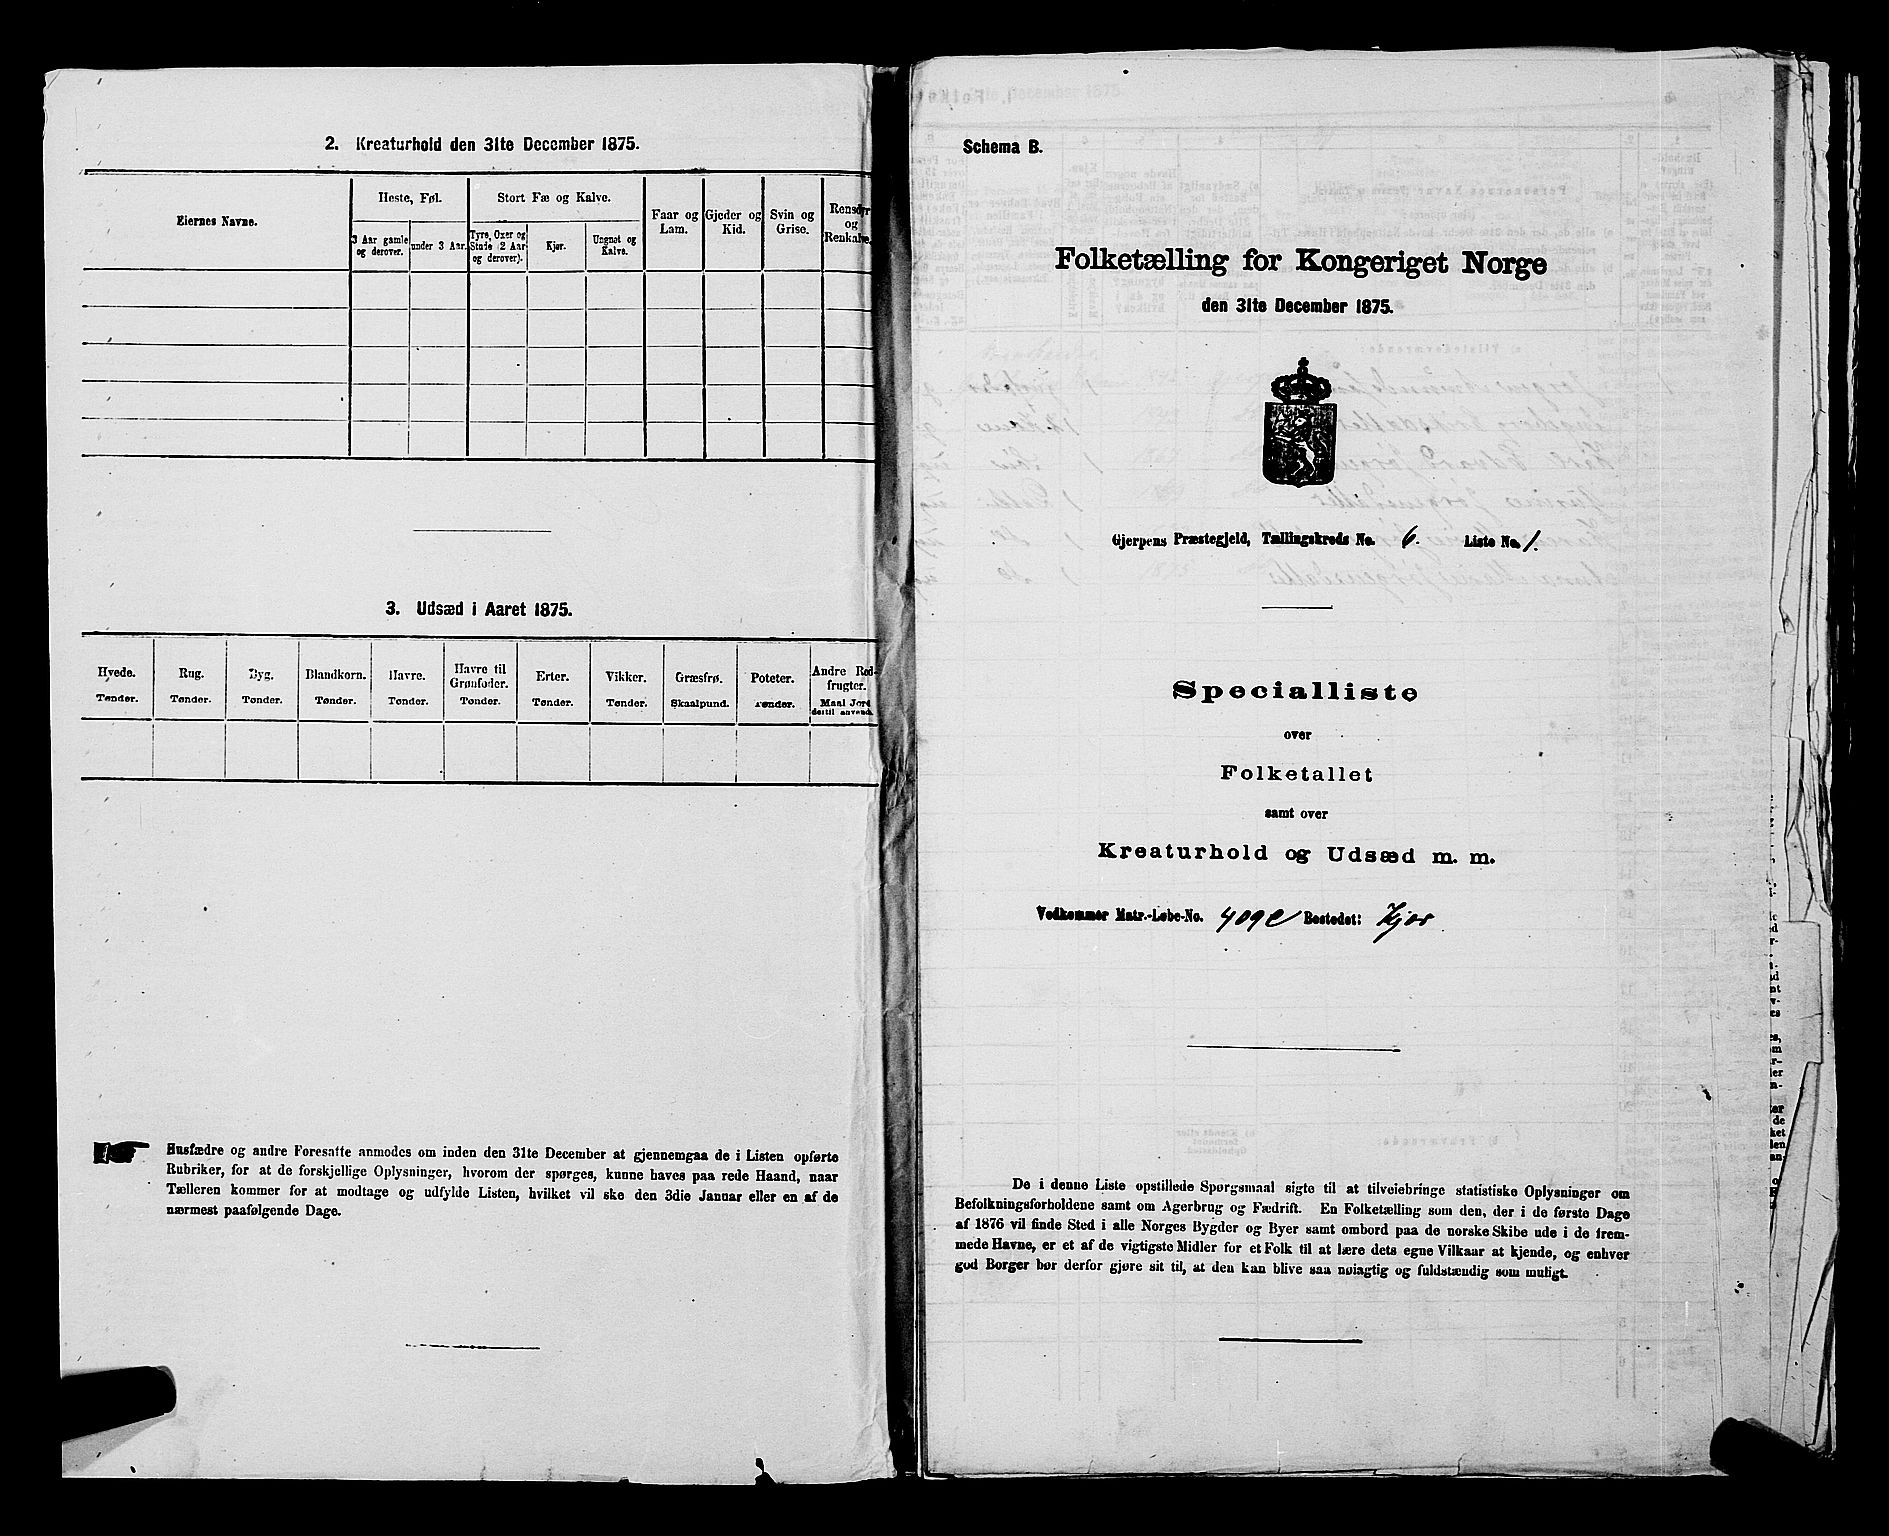 2. Kreaturhold den 31te December 1875.
Eiernes Navne.
Heste, Føl.
3 Aar gamle og derover.
under 3 Aar.
Stort Fæ og Kalve.
Tyre, Oxer og Stude (2 Aar og derover).
Kjør.
Ungnøt og Kalve.
Faar og Lam.
Gjeder og Kid.
Svin og Grise.
Rensdyr og Renkalve.
3. Udsæd i Aaret 1875.
Hvede. Rug. Byg. Blandkorn. Havre. Havre til Grønfoder. Erter. Vikker. Græsfrø. Poteter. Andre Rodfrugter.
Tønder. Tønder. Tønder. Tønder. Tønder. Tønder. Tønder. Tønder. Skaalpund. Tønder. Maal Jord dertil anvendt.
Husfædre og andre Foresatte anmodes om inden den 31te December at gjennemgaa de i Listen opførte
Rubriker, for at de forskjellige Oplysninger, hvorom der spørges, kunne haves paa rede Haand, naar
Tælleren kommer for at modtage og udfylde Listen, hvilket vil ske den 3die Januar eller en af de
nærmest paafølgende Dage.
Schema B.
Folketælling for Kongeriget Norge
den 31te December 1875.
Gjerpens Præstegjeld, Tællingskreds No. 6. Liste No. 1.
Specialliste
over
Folketallet
samt over
Kreaturhold og Udsæd m. m.
Vedkommer Matr.-Løbe-No. 409c Bostedet: Kjær
De i denne Liste opstillede Spørgsmaal sigte til at tilveiebringe statistiske Oplysninger om
Befolkningsforholdene samt om Agerbrug og Fædrift. En Folketælling som den, der i de første Dage
af 1876 vil finde Sted i alle Norges Bygder og Byer samt ombord paa de norske Skibe ude i de frem-
mede Havne, er et af de vigtigste Midler for et Folk til at lære dets egne Vilkaar at kjende, og enhver
god Borger bør derfor gjøre sit til, at den kan blive saa nøiagtig og fuldstændig som muligt.